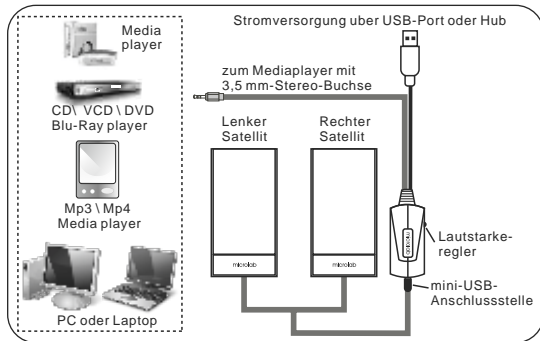 Stromversorgung uber USB-Port oder Hub
Media
player
zum Mediaplayer mit
3,5 mm-Stereo-Buchse
CD\ VCD \ DVD
Blu-Ray player
Lenker
Satellit
Rechter
Satellit
Mp3 \ Mp4
Media player
microlab
Lautstarke-
regler
microlab
microlab
mini-USB-
Anschlussstelle
PC oder Laptop